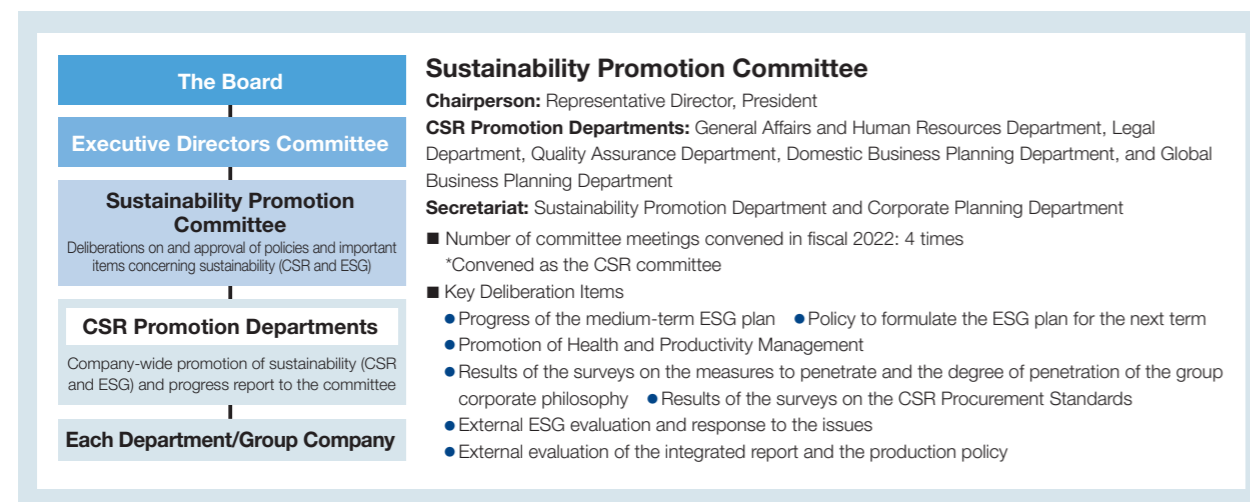 The Board
Executive Directors Committee
Sustainability Promotion
Committee
Deliberations on and approval of policies and important
items concerning sustainability (CSR and ESG)
CSR Promotion Departments
Company-wide promotion of sustainability (CSR
and ESG) and progress report to the committee
Each Department/Group Company
Sustainability Promotion Committee
Chairperson: Representative Director, President
CSR Promotion Departments: General Affairs and Human Resources Department, Legal
Department, Quality Assurance Department, Domestic Business Planning Department, and Global
Business Planning Department
Secretariat: Sustainability Promotion Department and Corporate Planning Department
■ Number of committee meetings convened in fiscal 2022: 4 times
*Convened as the CSR committee
■ Key Deliberation Items
● Progress of the medium-term ESG plan ● Policy to formulate the ESG plan for the next term
● Promotion of Health and Productivity Management
● Results of the surveys on the measures to penetrate and the degree of penetration of the group
corporate philosophy ● Results of the surveys on the CSR Procurement Standards
● External ESG evaluation and response to the issues
● External evaluation of the integrated report and the production policy